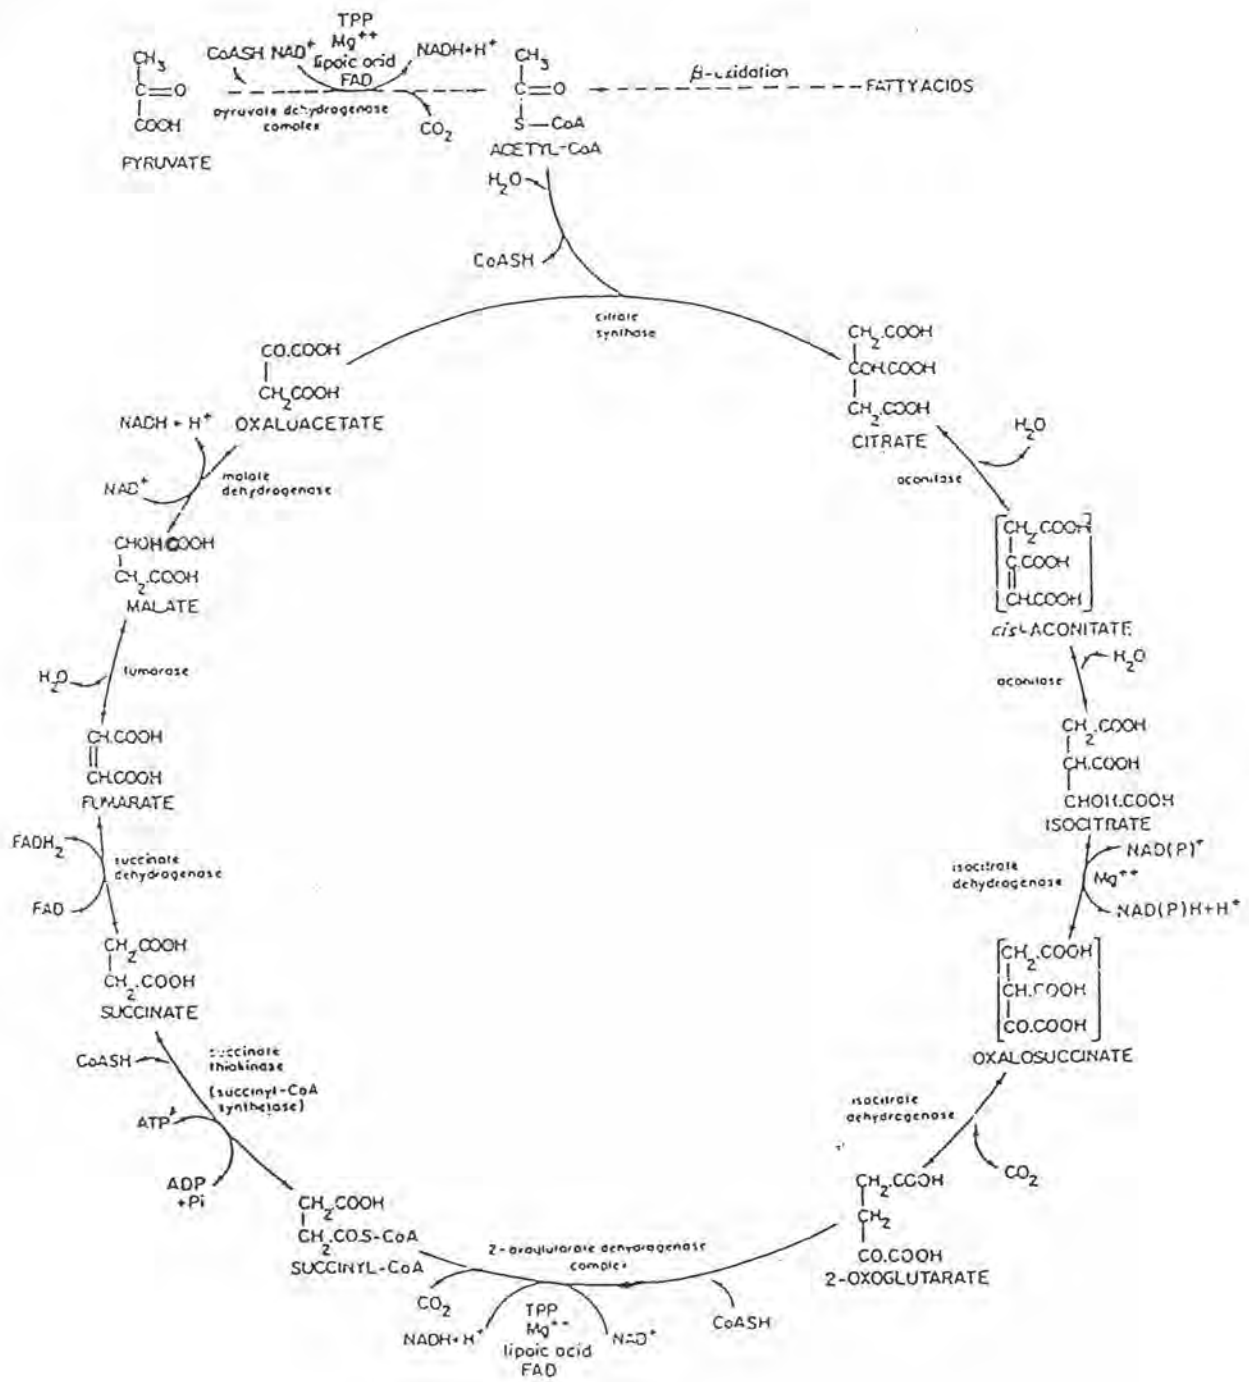 TPP
CoASH NAD⁺ Mg⁺⁺ NADH+H⁺
lipoic acid
FAD
CH₃
C=O
COOH
PYRUVATE
pyruvate dehydrogenase
complex
CO₂
CH₃
C=O
S—CoA
ACETYL-CoA
β-oxidation
FATTY ACIDS
H₂O
CoASH
citrate
synthase
CO.COOH
CH₂COOH
OXALOACETATE
CH₂.COOH
COH.COOH
CH₂.COOH
CITRATE
H₂O
aconitase
CH₂.COOH
C.COOH
CH.COOH
cis-ACONITATE
H₂O
aconitase
CH₂.COOH
CH.COOH
CHOH.COOH
ISOCITRATE
NAD(P)⁺
isocitrate
dehydrogenase
Mg⁺⁺
NAD(P)H+H⁺
CH₂.COOH
CH.COOH
CO.COOH
OXALOSUCCINATE
isocitrate
dehydrogenase
CO₂
CH₂.COOH
CH₂
CO.COOH
2-OXOGLUTARATE
2-oxoglutarate dehydrogenase
complex
CoASH
NAD⁺
TPP
Mg⁺⁺
lipoic acid
FAD
NADH+H⁺
CO₂
CH₂.COOH
CH₂.CO.S-CoA
SUCCINYL-CoA
succinate
thiokinase
(succinyl-CoA
synthetase)
ADP
+Pi
ATP
CoASH
CH₂.COOH
CH₂.COOH
SUCCINATE
succinate
dehydrogenase
FAD
FADH₂
CH.COOH
CH.COOH
FUMARATE
fumarase
H₂O
CHOH.COOH
CH₂.COOH
MALATE
malate
dehydrogenase
NAD⁺
NADH + H⁺